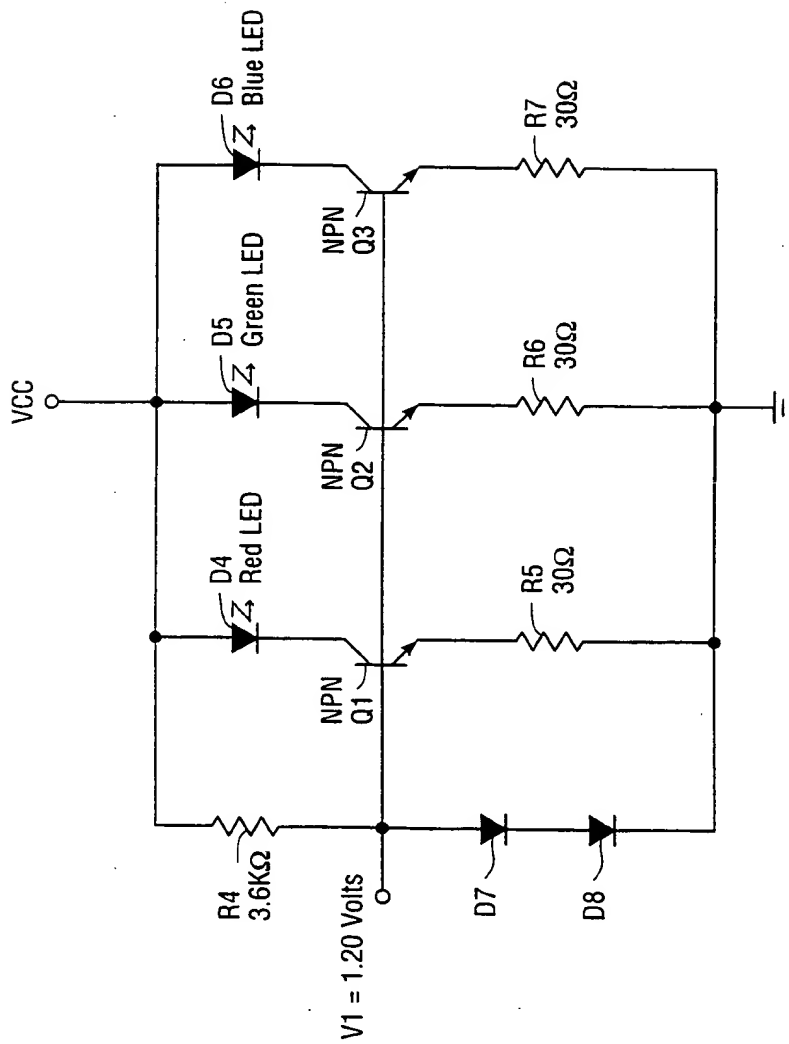 VCC
D4
Red LED
D5
Green LED
D6
Blue LED
R4
3.6KΩ
NPN
Q1
NPN
Q2
NPN
Q3
V1 = 1.20 Volts
D7
D8
R5
30Ω
R6
30Ω
R7
30Ω